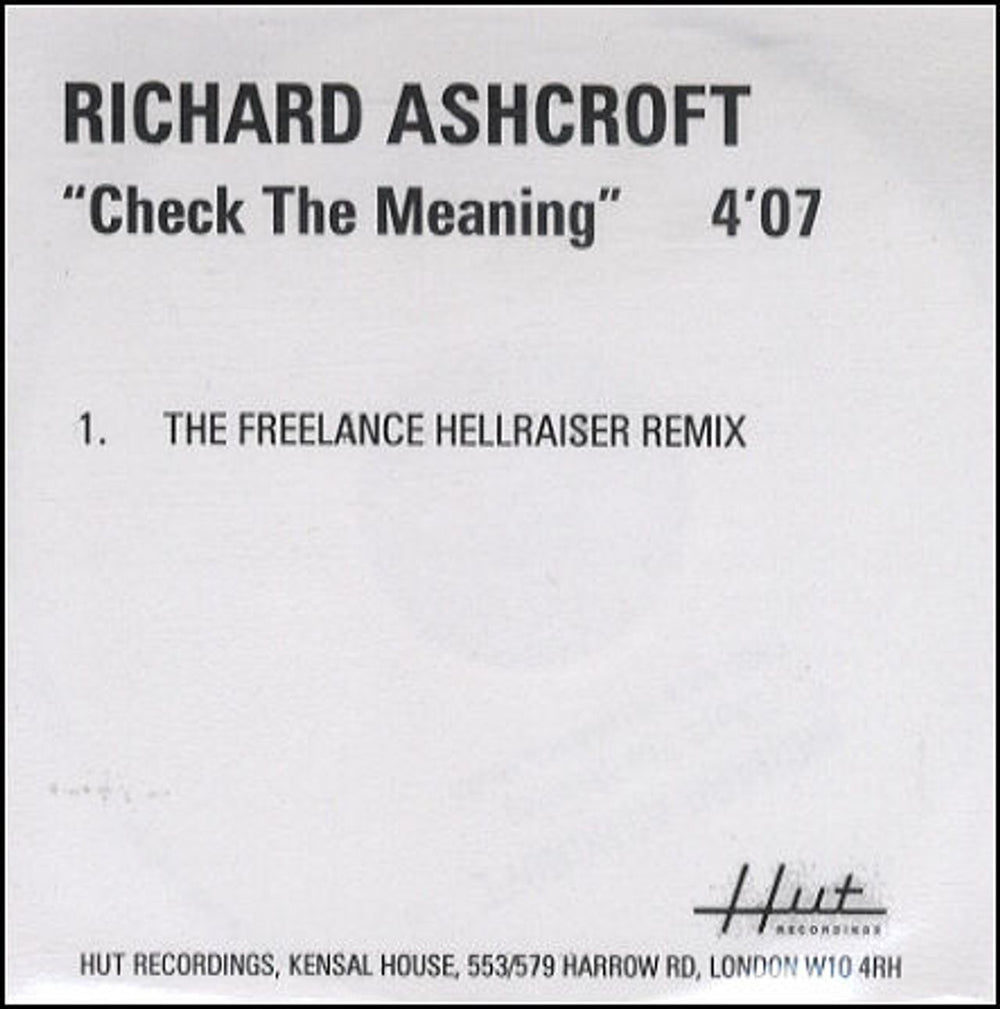 RICHARD ASHCROFT
“Check The Meaning” 4’07
1. THE FREELANCE HELLRAISER REMIX
Hut
RECORDINGS
HUT RECORDINGS, KENSAL HOUSE, 553/579 HARROW RD, LONDON W10 4RH